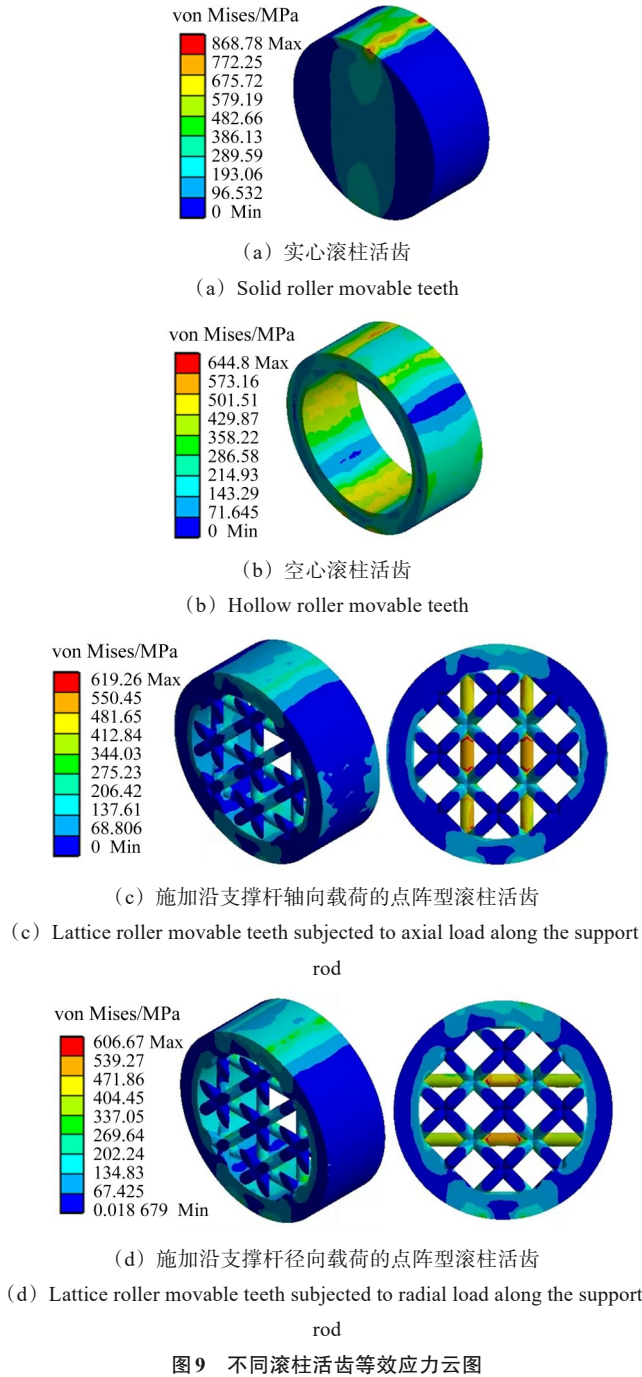 von Mises/MPa
868.78 Max
772.25
675.72
579.19
482.66
386.13
289.59
193.06
96.532
0 Min
（a）实心滚柱活齿
（a）Solid roller movable teeth
von Mises/MPa
644.8 Max
573.16
501.51
429.87
358.22
286.58
214.93
143.29
71.645
0 Min
（b）空心滚柱活齿
（b）Hollow roller movable teeth
von Mises/MPa
619.26 Max
550.45
481.65
412.84
344.03
275.23
206.42
137.61
68.806
0 Min
（c）施加沿支撑杆轴向载荷的点阵型滚柱活齿
（c）Lattice roller movable teeth subjected to axial load along the support
rod
von Mises/MPa
606.67 Max
539.27
471.86
404.45
337.05
269.64
202.24
134.83
67.425
0.018 679 Min
（d）施加沿支撑杆径向载荷的点阵型滚柱活齿
（d）Lattice roller movable teeth subjected to radial load along the support
rod
图9 不同滚柱活齿等效应力云图